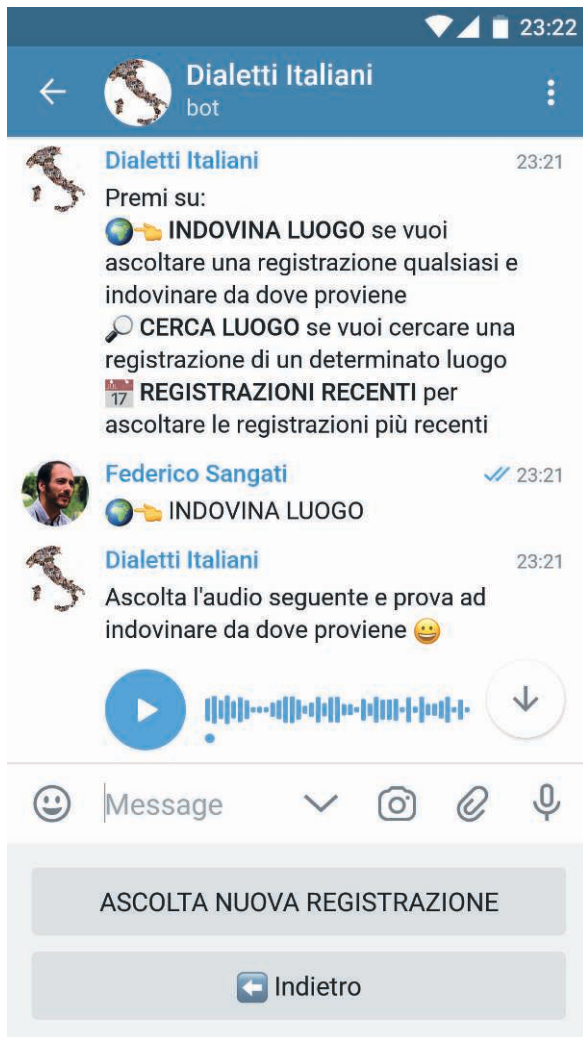 23:22
Dialetti Italiani
bot
Dialetti Italiani 23:21
Premi su:
🌍👈 INDOVINA LUOGO se vuoi
ascoltare una registrazione qualsiasi e
indovinare da dove proviene
🔎 CERCA LUOGO se vuoi cercare una
registrazione di un determinato luogo
📅 REGISTRAZIONI RECENTI per
ascoltare le registrazioni più recenti
Federico Sangati 23:21
🌍👈 INDOVINA LUOGO
Dialetti Italiani 23:21
Ascolta l'audio seguente e prova ad
indovinare da dove proviene 😀
Message
ASCOLTA NUOVA REGISTRAZIONE
⬅️ Indietro